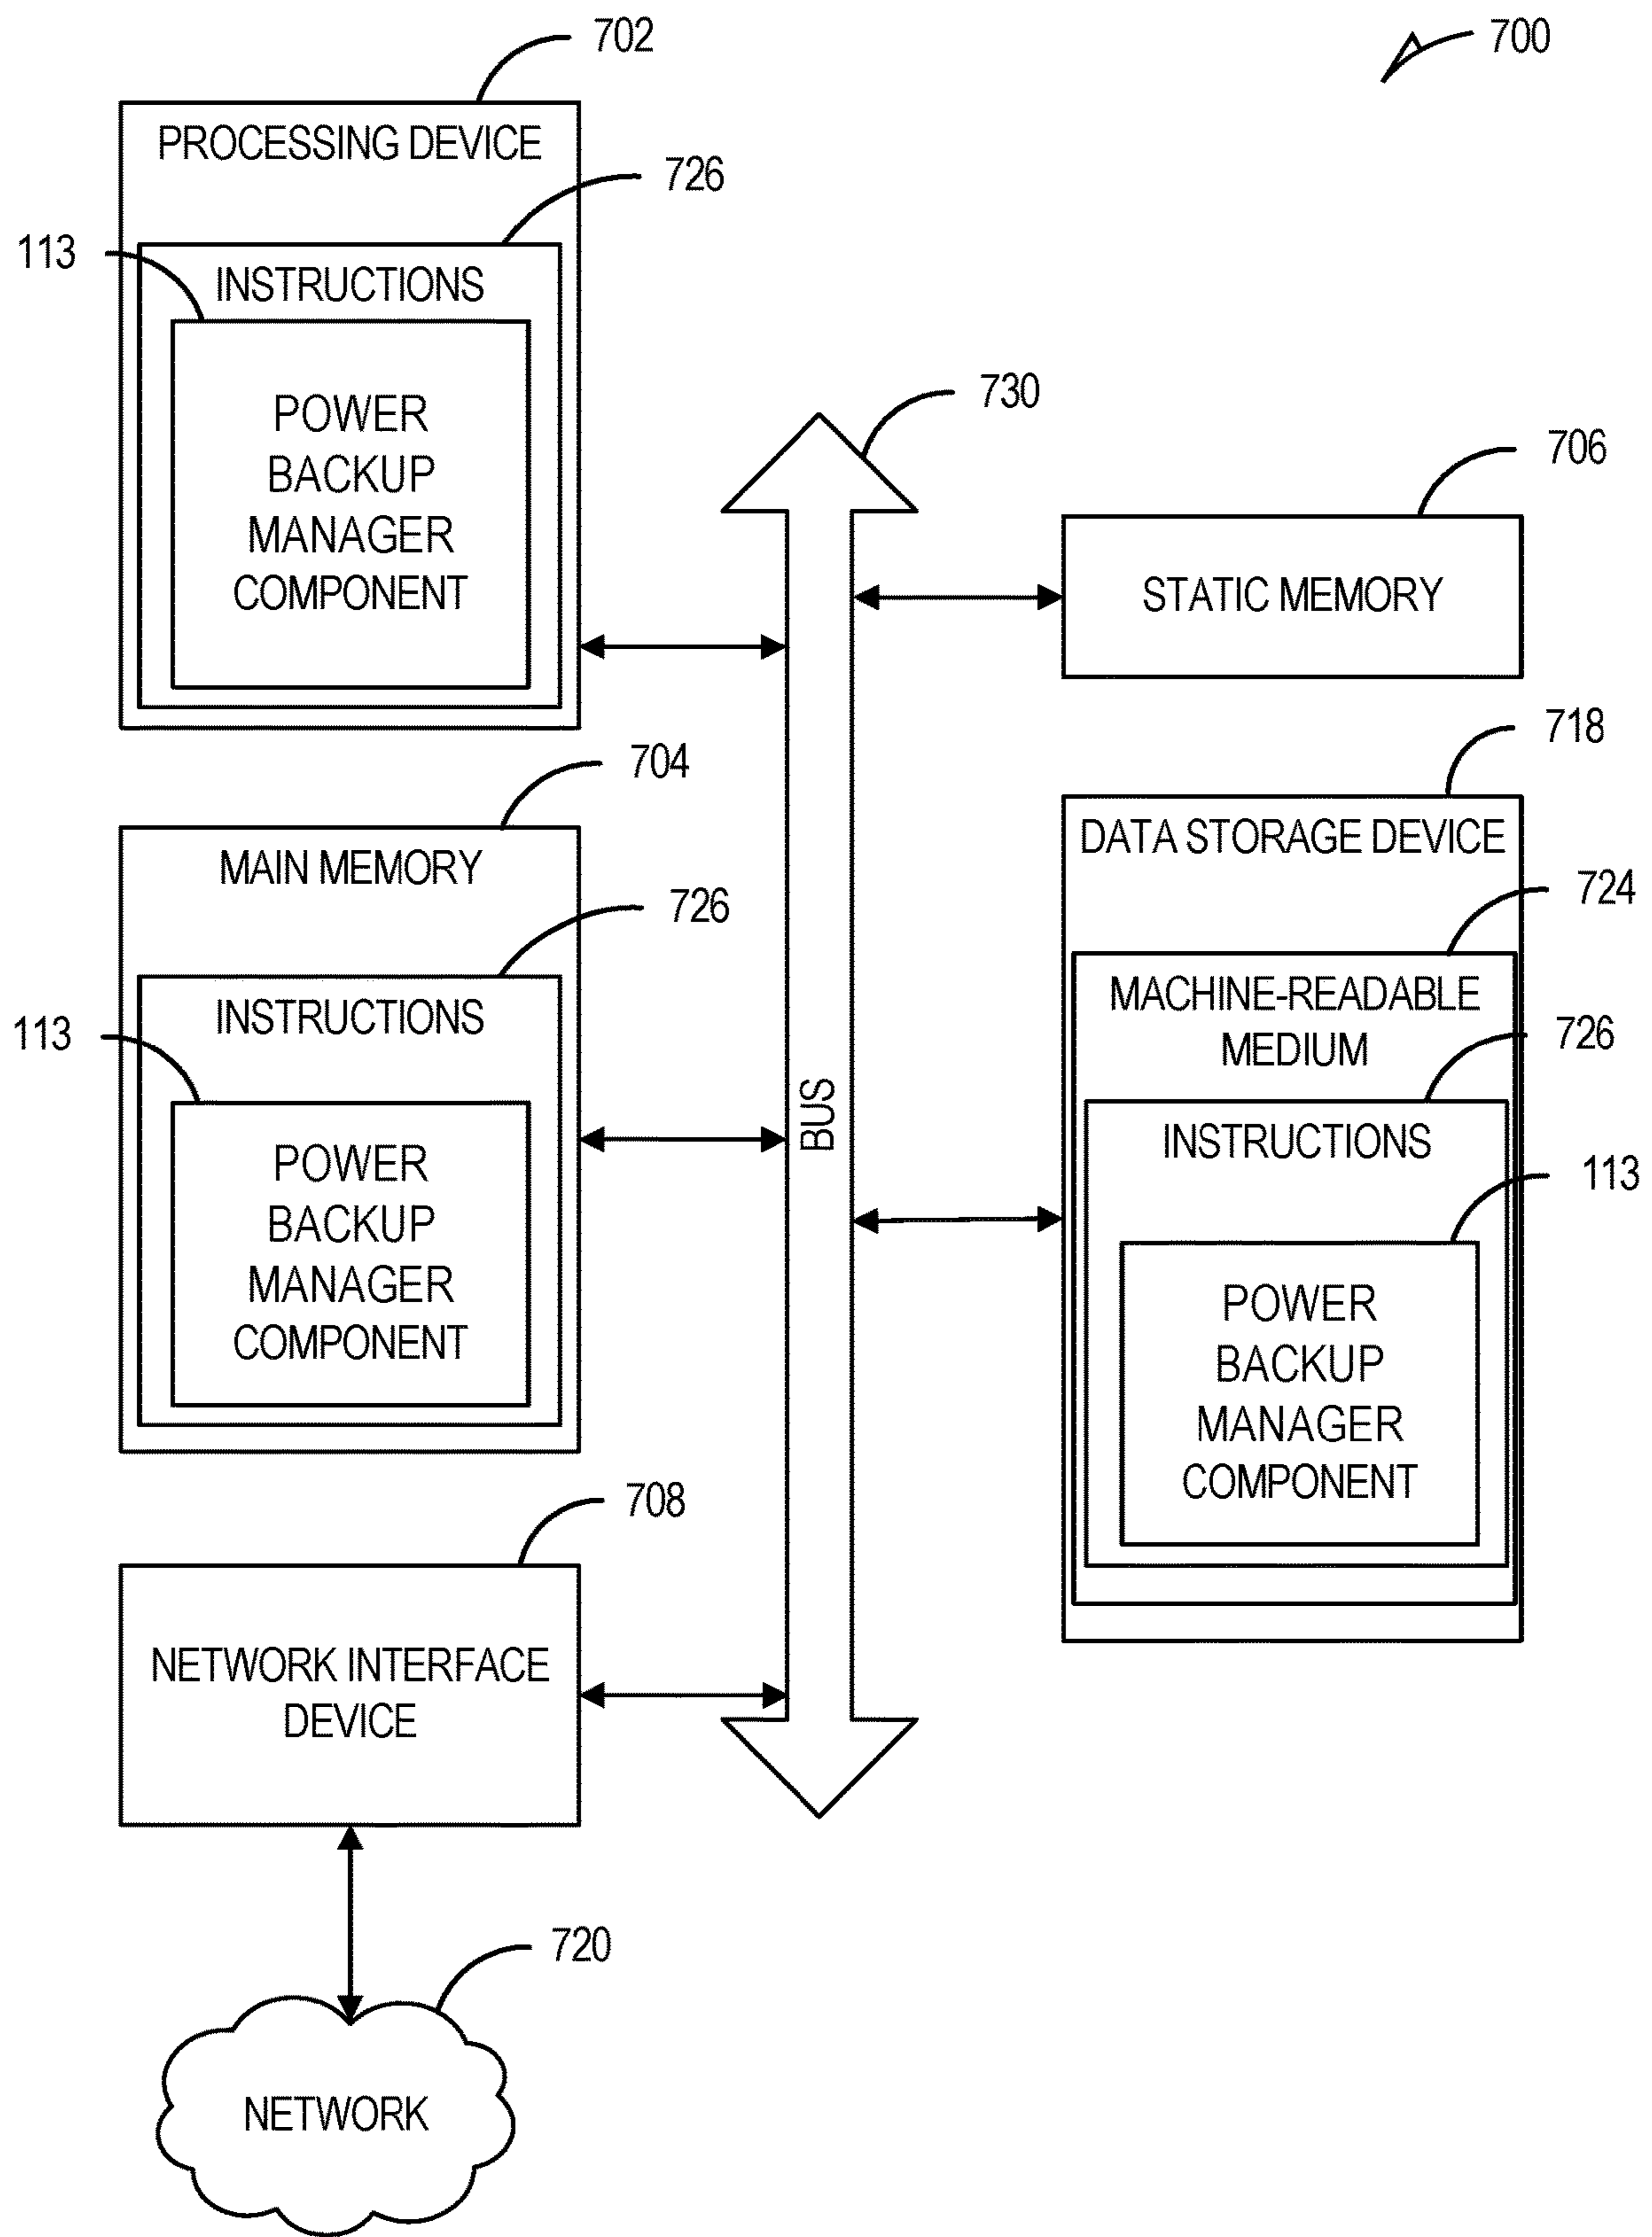 702
700
PROCESSING DEVICE
726
113
INSTRUCTIONS
POWER
BACKUP
MANAGER
COMPONENT
730
706
STATIC MEMORY
704
MAIN MEMORY
726
113
INSTRUCTIONS
POWER
BACKUP
MANAGER
COMPONENT
BUS
718
DATA STORAGE DEVICE
724
MACHINE-READABLE
MEDIUM
726
INSTRUCTIONS
113
POWER
BACKUP
MANAGER
COMPONENT
708
NETWORK INTERFACE
DEVICE
720
NETWORK